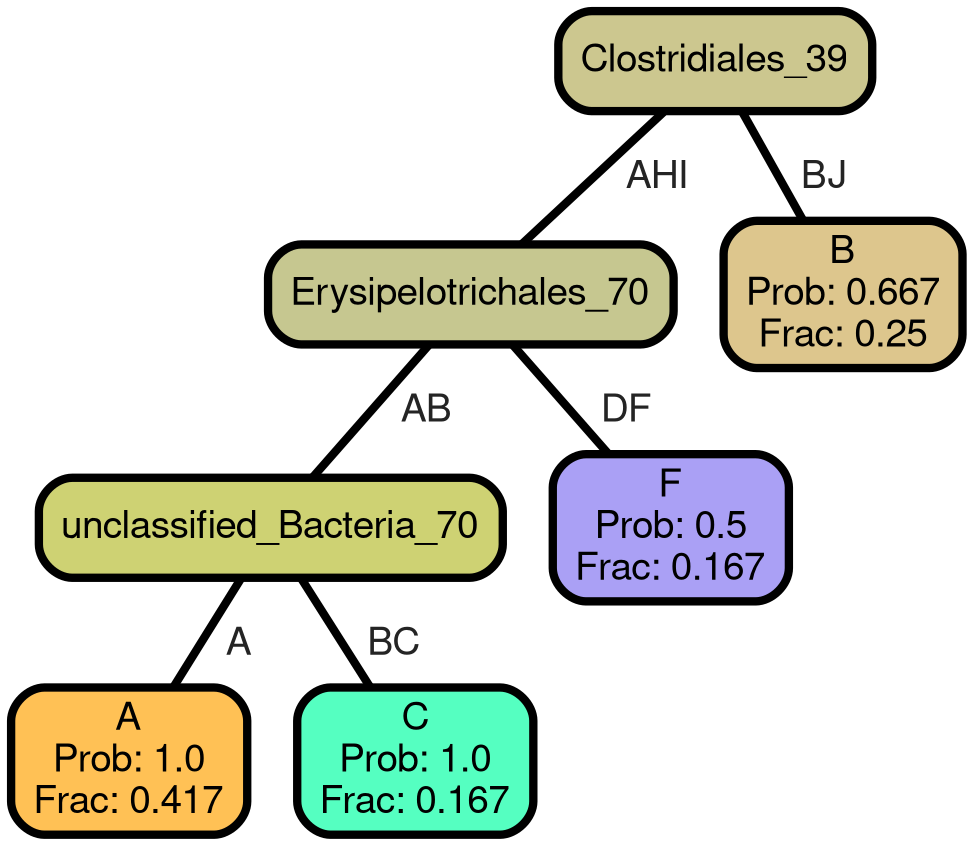 Clostridiales_39
AHI
BJ
B
Prob: 0.667
Frac: 0.25
Erysipelotrichales_70
AB
DF
F
Prob: 0.5
Frac: 0.167
unclassified_Bacteria_70
A
BC
A
Prob: 1.0
Frac: 0.417
C
Prob: 1.0
Frac: 0.167